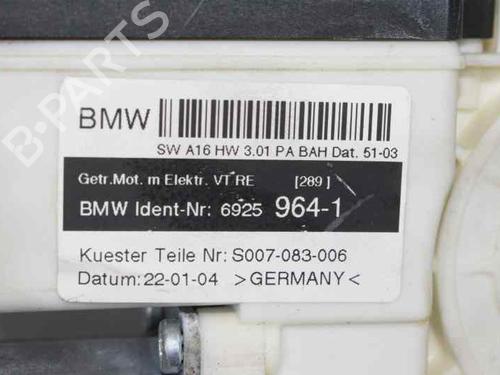 BMW
SW A16 HW 3.01 PA BAH Dat. 51-03
Getr.Mot. m Elektr. VT RE [289]
BMW Ident-Nr: 6925 964-1
Kuester Teile Nr: S007-083-006
Datum:22-01-04 >GERMANY<
B-PARTS